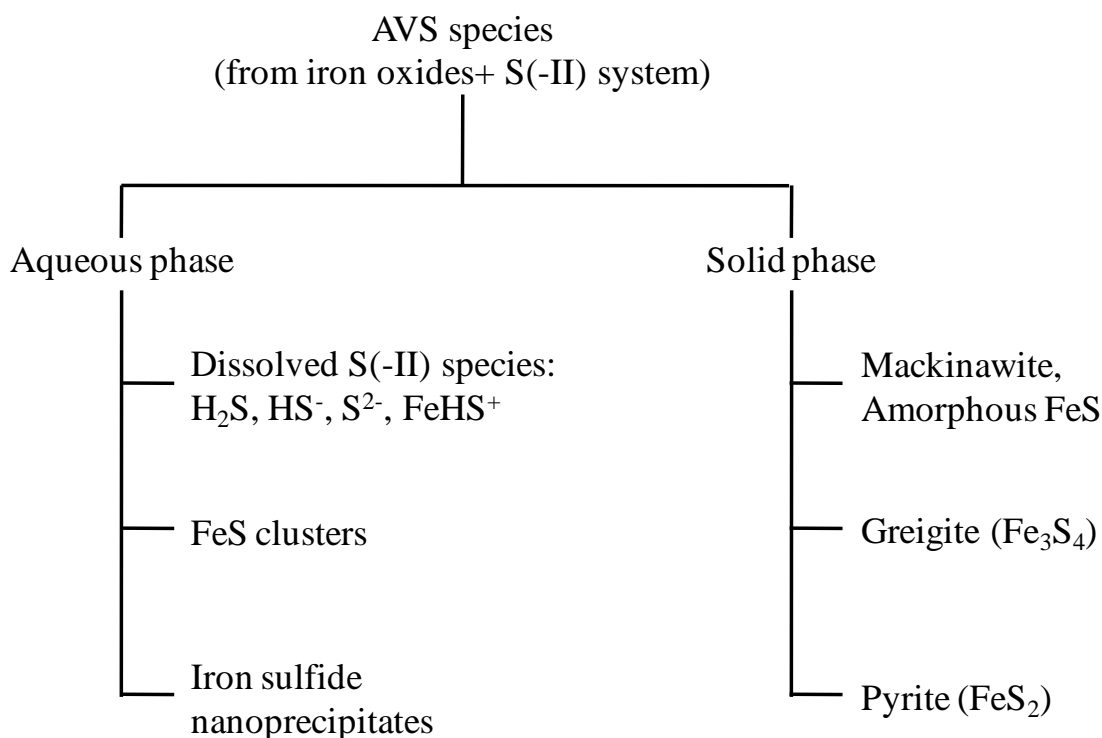 AVS species
(from iron oxides+ S(-II) system)
Aqueous phase
Dissolved S(-II) species:
H₂S, HS⁻, S²⁻, FeHS⁺
FeS clusters
Iron sulfide
nanoprecipitates
Solid phase
Mackinawite,
Amorphous FeS
Greigite (Fe₃S₄)
Pyrite (FeS₂)